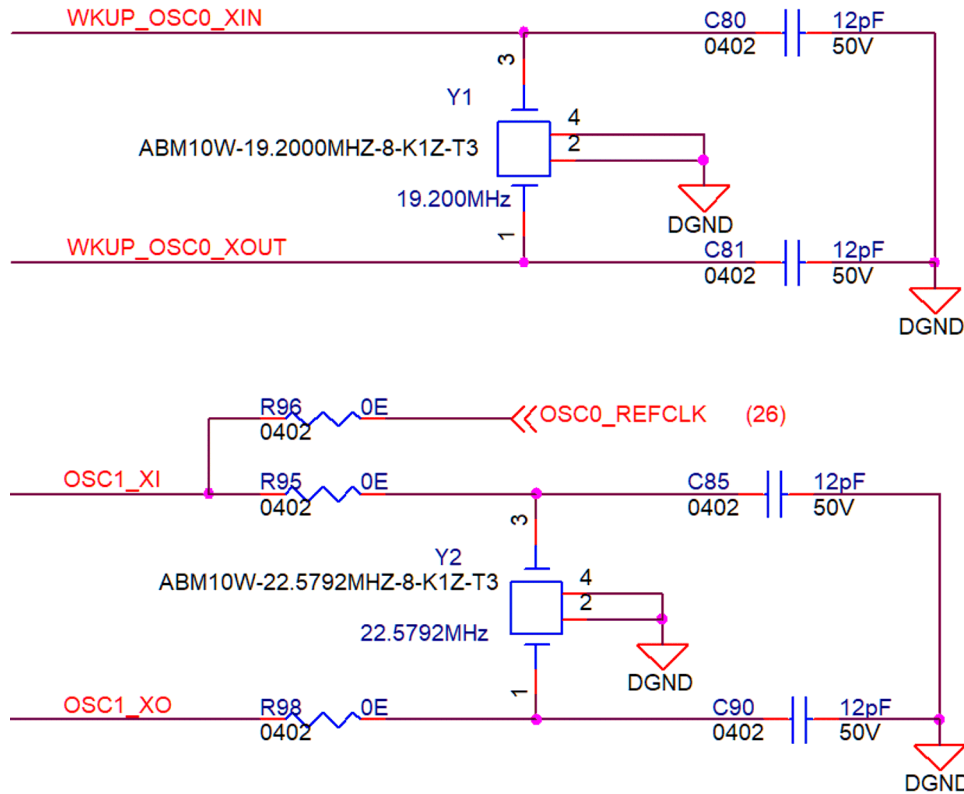 WKUP_OSC0_XIN
C80 12pF
0402 50V
3
Y1
4
ABM10W-19.2000MHZ-8-K1Z-T3
2
19.200MHz
DGND
1
WKUP_OSC0_XOUT
C81 12pF
0402 50V
DGND
R96 0E
0402
OSC0_REFCLK (26)
OSC1_XI
R95 0E
0402
C85 12pF
0402 50V
3
Y2
ABM10W-22.5792MHZ-8-K1Z-T3
4
2
22.5792MHz
DGND
1
OSC1_XO
R98 0E
0402
C90 12pF
0402 50V
DGND